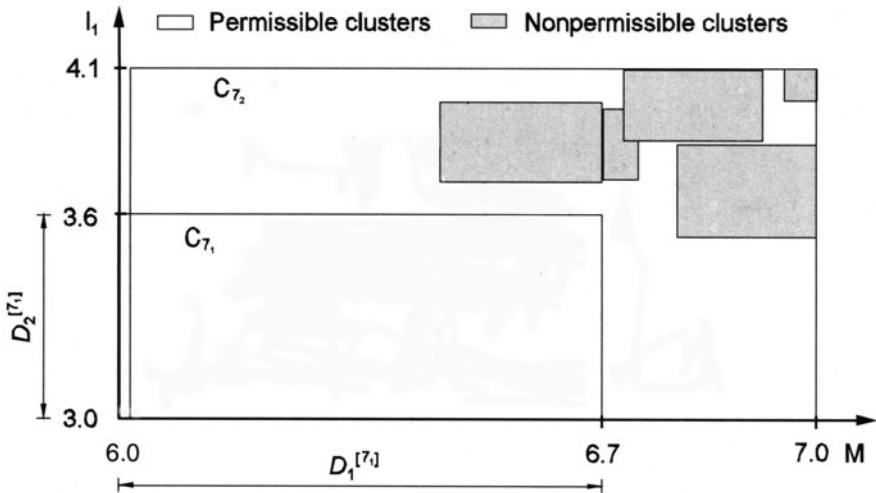 I₁ Permissible clusters Nonpermissible clusters
4.1
C₇₂
3.6
C₇₁
D₂[7₁]
3.0
6.0 6.7 7.0 M
D₁[7₁]